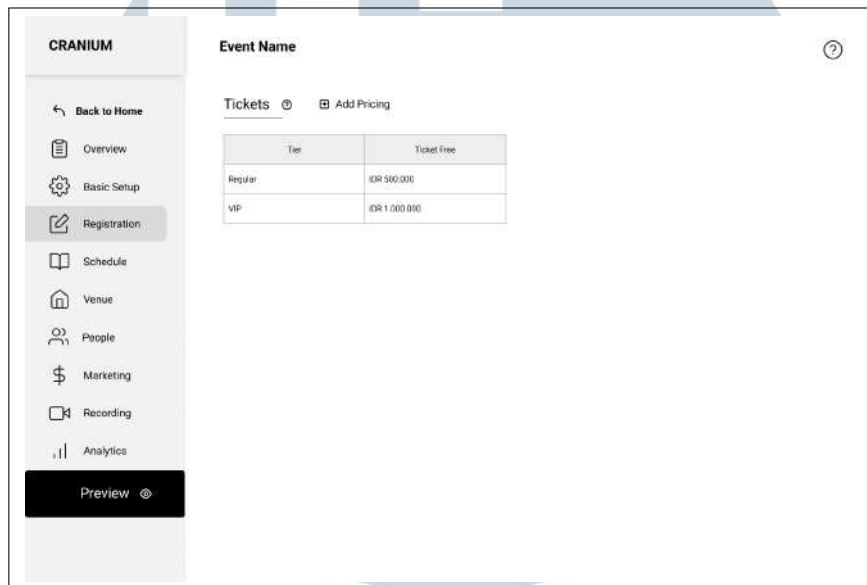 CRANIUM
Event Name
Back to Home
Overview
Basic Setup
Registration
Schedule
Venue
People
Marketing
Recording
Analytics
Preview
Tickets
Add Pricing
Tier Ticket Free
Regular IDR 500.000
VIP IDR 1.000.000